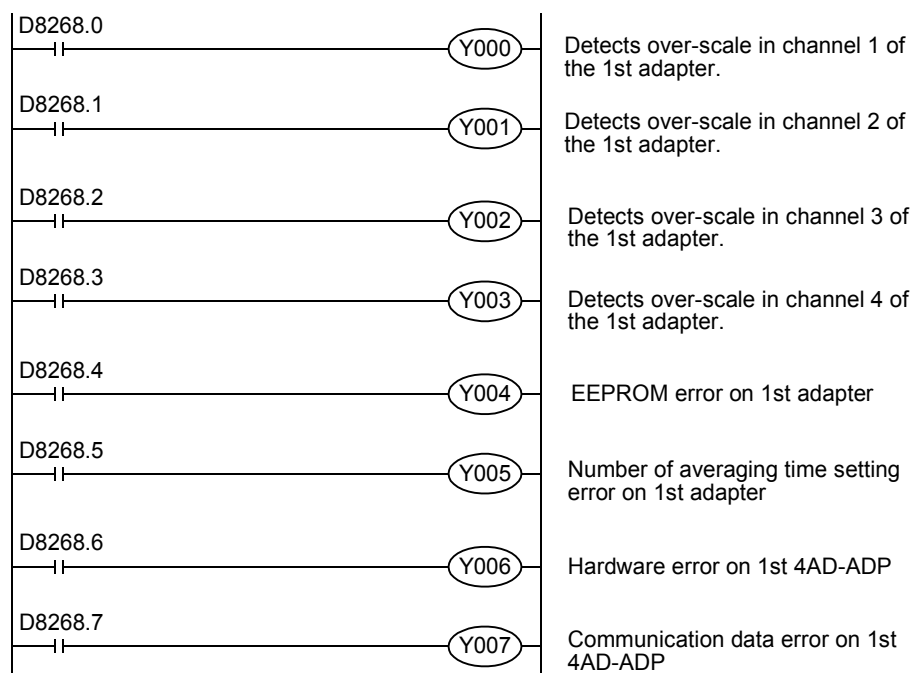 D8268.0
Y000
Detects over-scale in channel 1 of
the 1st adapter.
D8268.1
Y001
Detects over-scale in channel 2 of
the 1st adapter.
D8268.2
Y002
Detects over-scale in channel 3 of
the 1st adapter.
D8268.3
Y003
Detects over-scale in channel 4 of
the 1st adapter.
D8268.4
Y004
EEPROM error on 1st adapter
D8268.5
Y005
Number of averaging time setting
error on 1st adapter
D8268.6
Y006
Hardware error on 1st 4AD-ADP
D8268.7
Y007
Communication data error on 1st
4AD-ADP